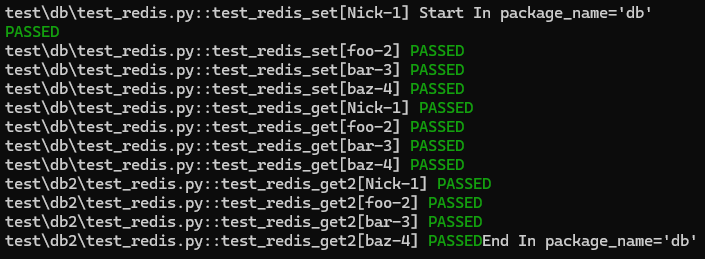 test\db\test_redis.py::test_redis_set[Nick-1] Start In package_name='db'
PASSED
test\db\test_redis.py::test_redis_set[foo-2] PASSED
test\db\test_redis.py::test_redis_set[bar-3] PASSED
test\db\test_redis.py::test_redis_set[baz-4] PASSED
test\db\test_redis.py::test_redis_get[Nick-1] PASSED
test\db\test_redis.py::test_redis_get[foo-2] PASSED
test\db\test_redis.py::test_redis_get[bar-3] PASSED
test\db\test_redis.py::test_redis_get[baz-4] PASSED
test\db2\test_redis.py::test_redis_get2[Nick-1] PASSED
test\db2\test_redis.py::test_redis_get2[foo-2] PASSED
test\db2\test_redis.py::test_redis_get2[bar-3] PASSED
test\db2\test_redis.py::test_redis_get2[baz-4] PASSEDEnd In package_name='db'